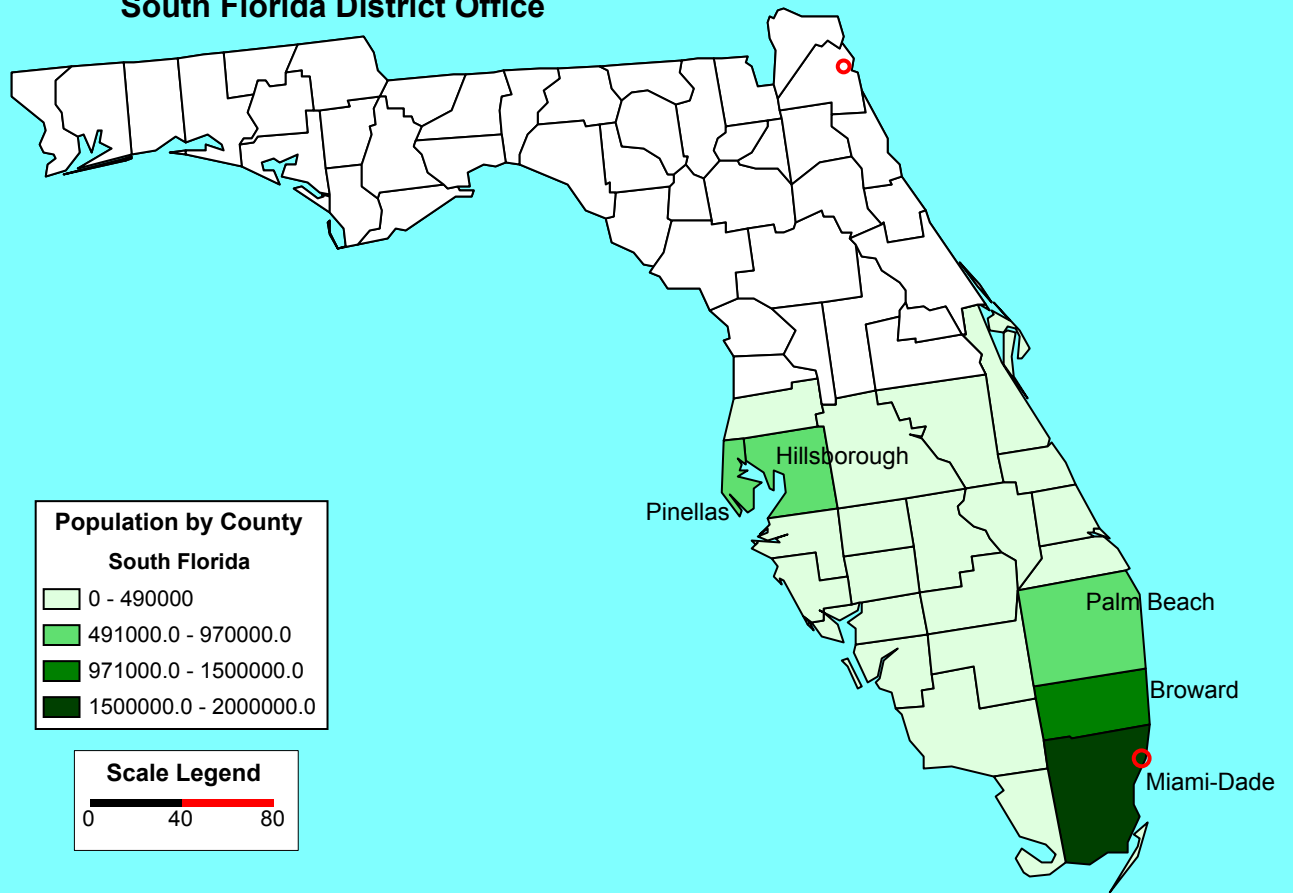 South Florida District Office
Hillsborough
Pinellas
Population by County
South Florida
0 - 490000
491000.0 - 970000.0
971000.0 - 1500000.0
1500000.0 - 2000000.0
Palm Beach
Broward
Miami-Dade
Scale Legend
0 40 80